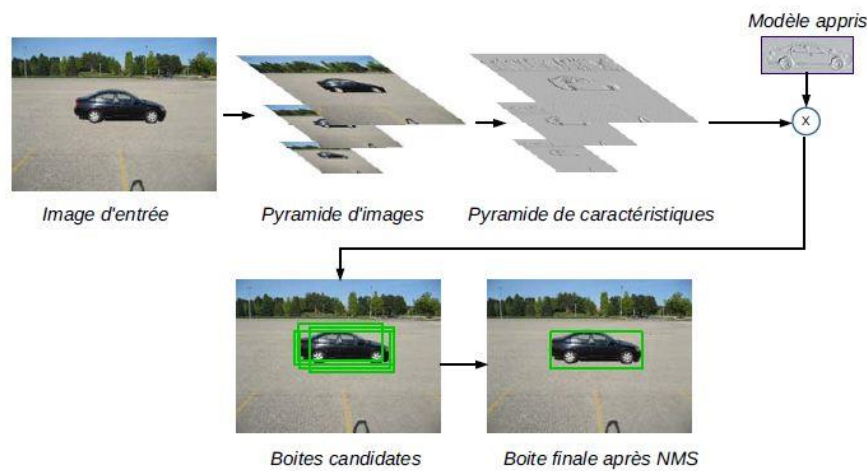 Modèle appris
X
Image d'entrée
Pyramide d'images
Pyramide de caractéristiques
Boites candidates
Boite finale après NMS